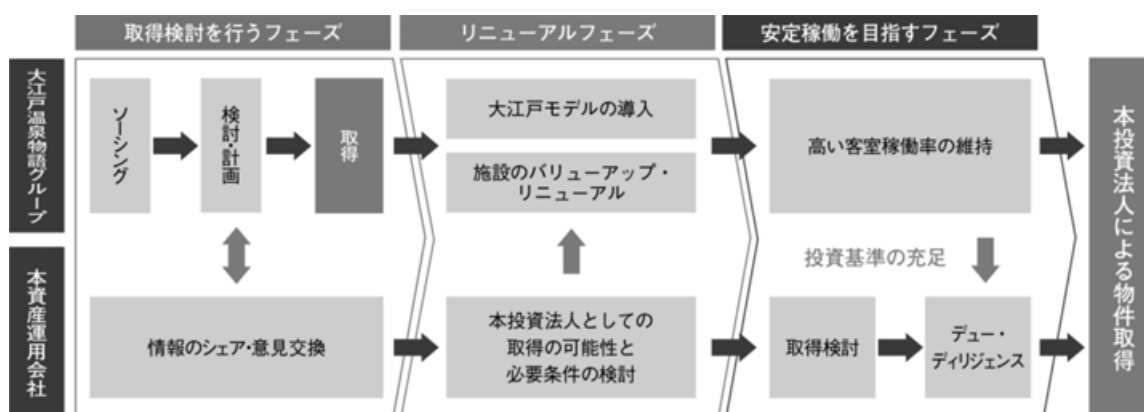 取得検討を行うフェーズ
リニューアルフェーズ
安定稼働を目指すフェーズ
大江戸温泉物語グループ
ソーシング
検討・計画
取得
大江戸モデルの導入
施設のバリューアップ・
リニューアル
高い客室稼働率の維持
投資基準の充足
本資産運用会社
情報のシェア・意見交換
本投資法人としての
取得の可能性と
必要条件の検討
取得検討
デュー・
ディリジェンス
本投資法人による物件取得